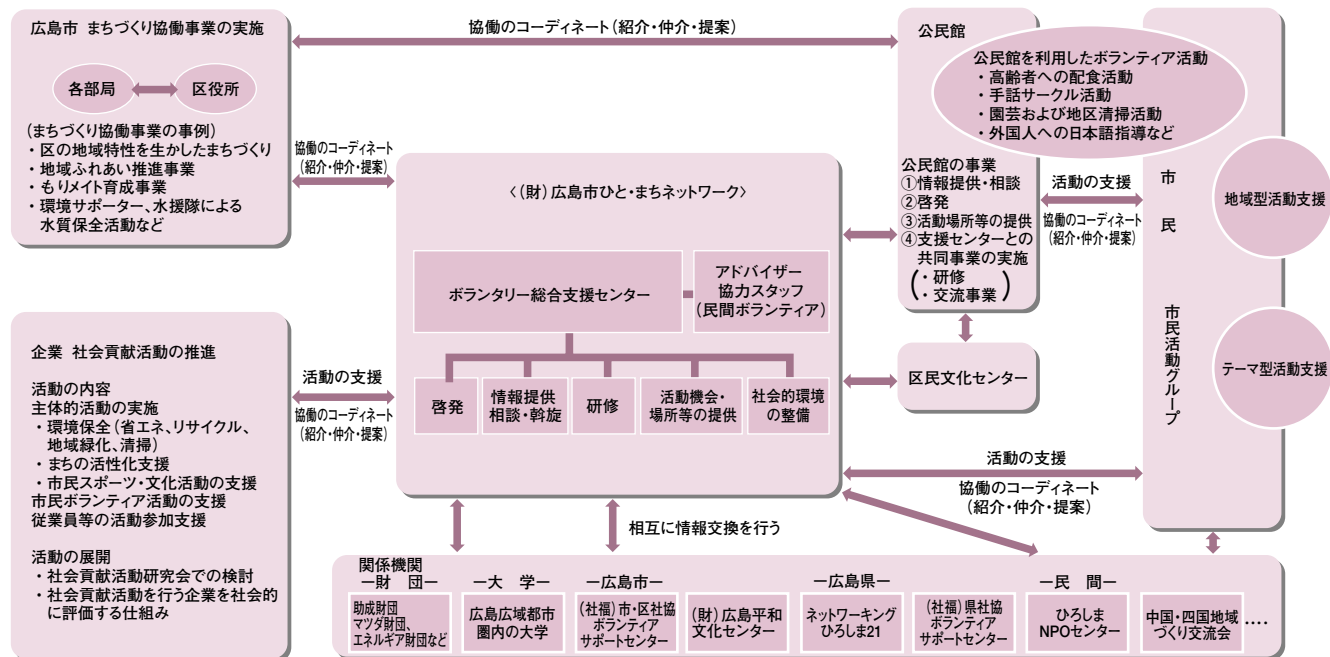 広島市 まちづくり協働事業の実施
各部局
区役所
(まちづくり協働事業の事例)
・区の地域特性を生かしたまちづくり
・地域ふれあい推進事業
・もりメイト育成事業
・環境サポーター、水援隊による
水質保全活動など
協働のコーディネート(紹介・仲介・提案)
協働のコーディネート
(紹介・仲介・提案)
公民館
公民館を利用したボランティア活動
・高齢者への配食活動
・手話サークル活動
・園芸および地区清掃活動
・外国人への日本語指導など
公民館の事業
①情報提供・相談
②啓発
③活動場所等の提供
④支援センターとの
共同事業の実施
(・研修
・交流事業)
活動の支援
協働のコーディネート
(紹介・仲介・提案)
市民
市民活動グループ
地域型活動支援
テーマ型活動支援
〈(財)広島市ひと・まちネットワーク〉
ボランタリー総合支援センター
アドバイザー
協力スタッフ
(民間ボランティア)
啓発
情報提供
相談・斡旋
研修
活動機会・
場所等の提供
社会的環境
の整備
区民文化センター
企業 社会貢献活動の推進
活動の内容
主体的活動の実施
・環境保全(省エネ、リサイクル、
地域緑化、清掃)
・まちの活性化支援
・市民スポーツ・文化活動の支援
市民ボランティア活動の支援
従業員等の活動参加支援
活動の展開
・社会貢献活動研究会での検討
・社会貢献活動を行う企業を社会的
に評価する仕組み
活動の支援
協働のコーディネート
(紹介・仲介・提案)
活動の支援
協働のコーディネート
(紹介・仲介・提案)
相互に情報交換を行う
関係機関
ー財 団ー
助成財団
マツダ財団、
エネルギア財団など
ー大 学ー
広島広域都市
圏内の大学
ー広島市ー
(社福)市・区社協
ボランティア
サポートセンター
(財)広島平和
文化センター
ー広島県ー
ネットワーキング
ひろしま21
(社福)県社協
ボランティア
サポートセンター
ー民 間ー
ひろしま
NPOセンター
中国・四国地域
づくり交流会
‥‥